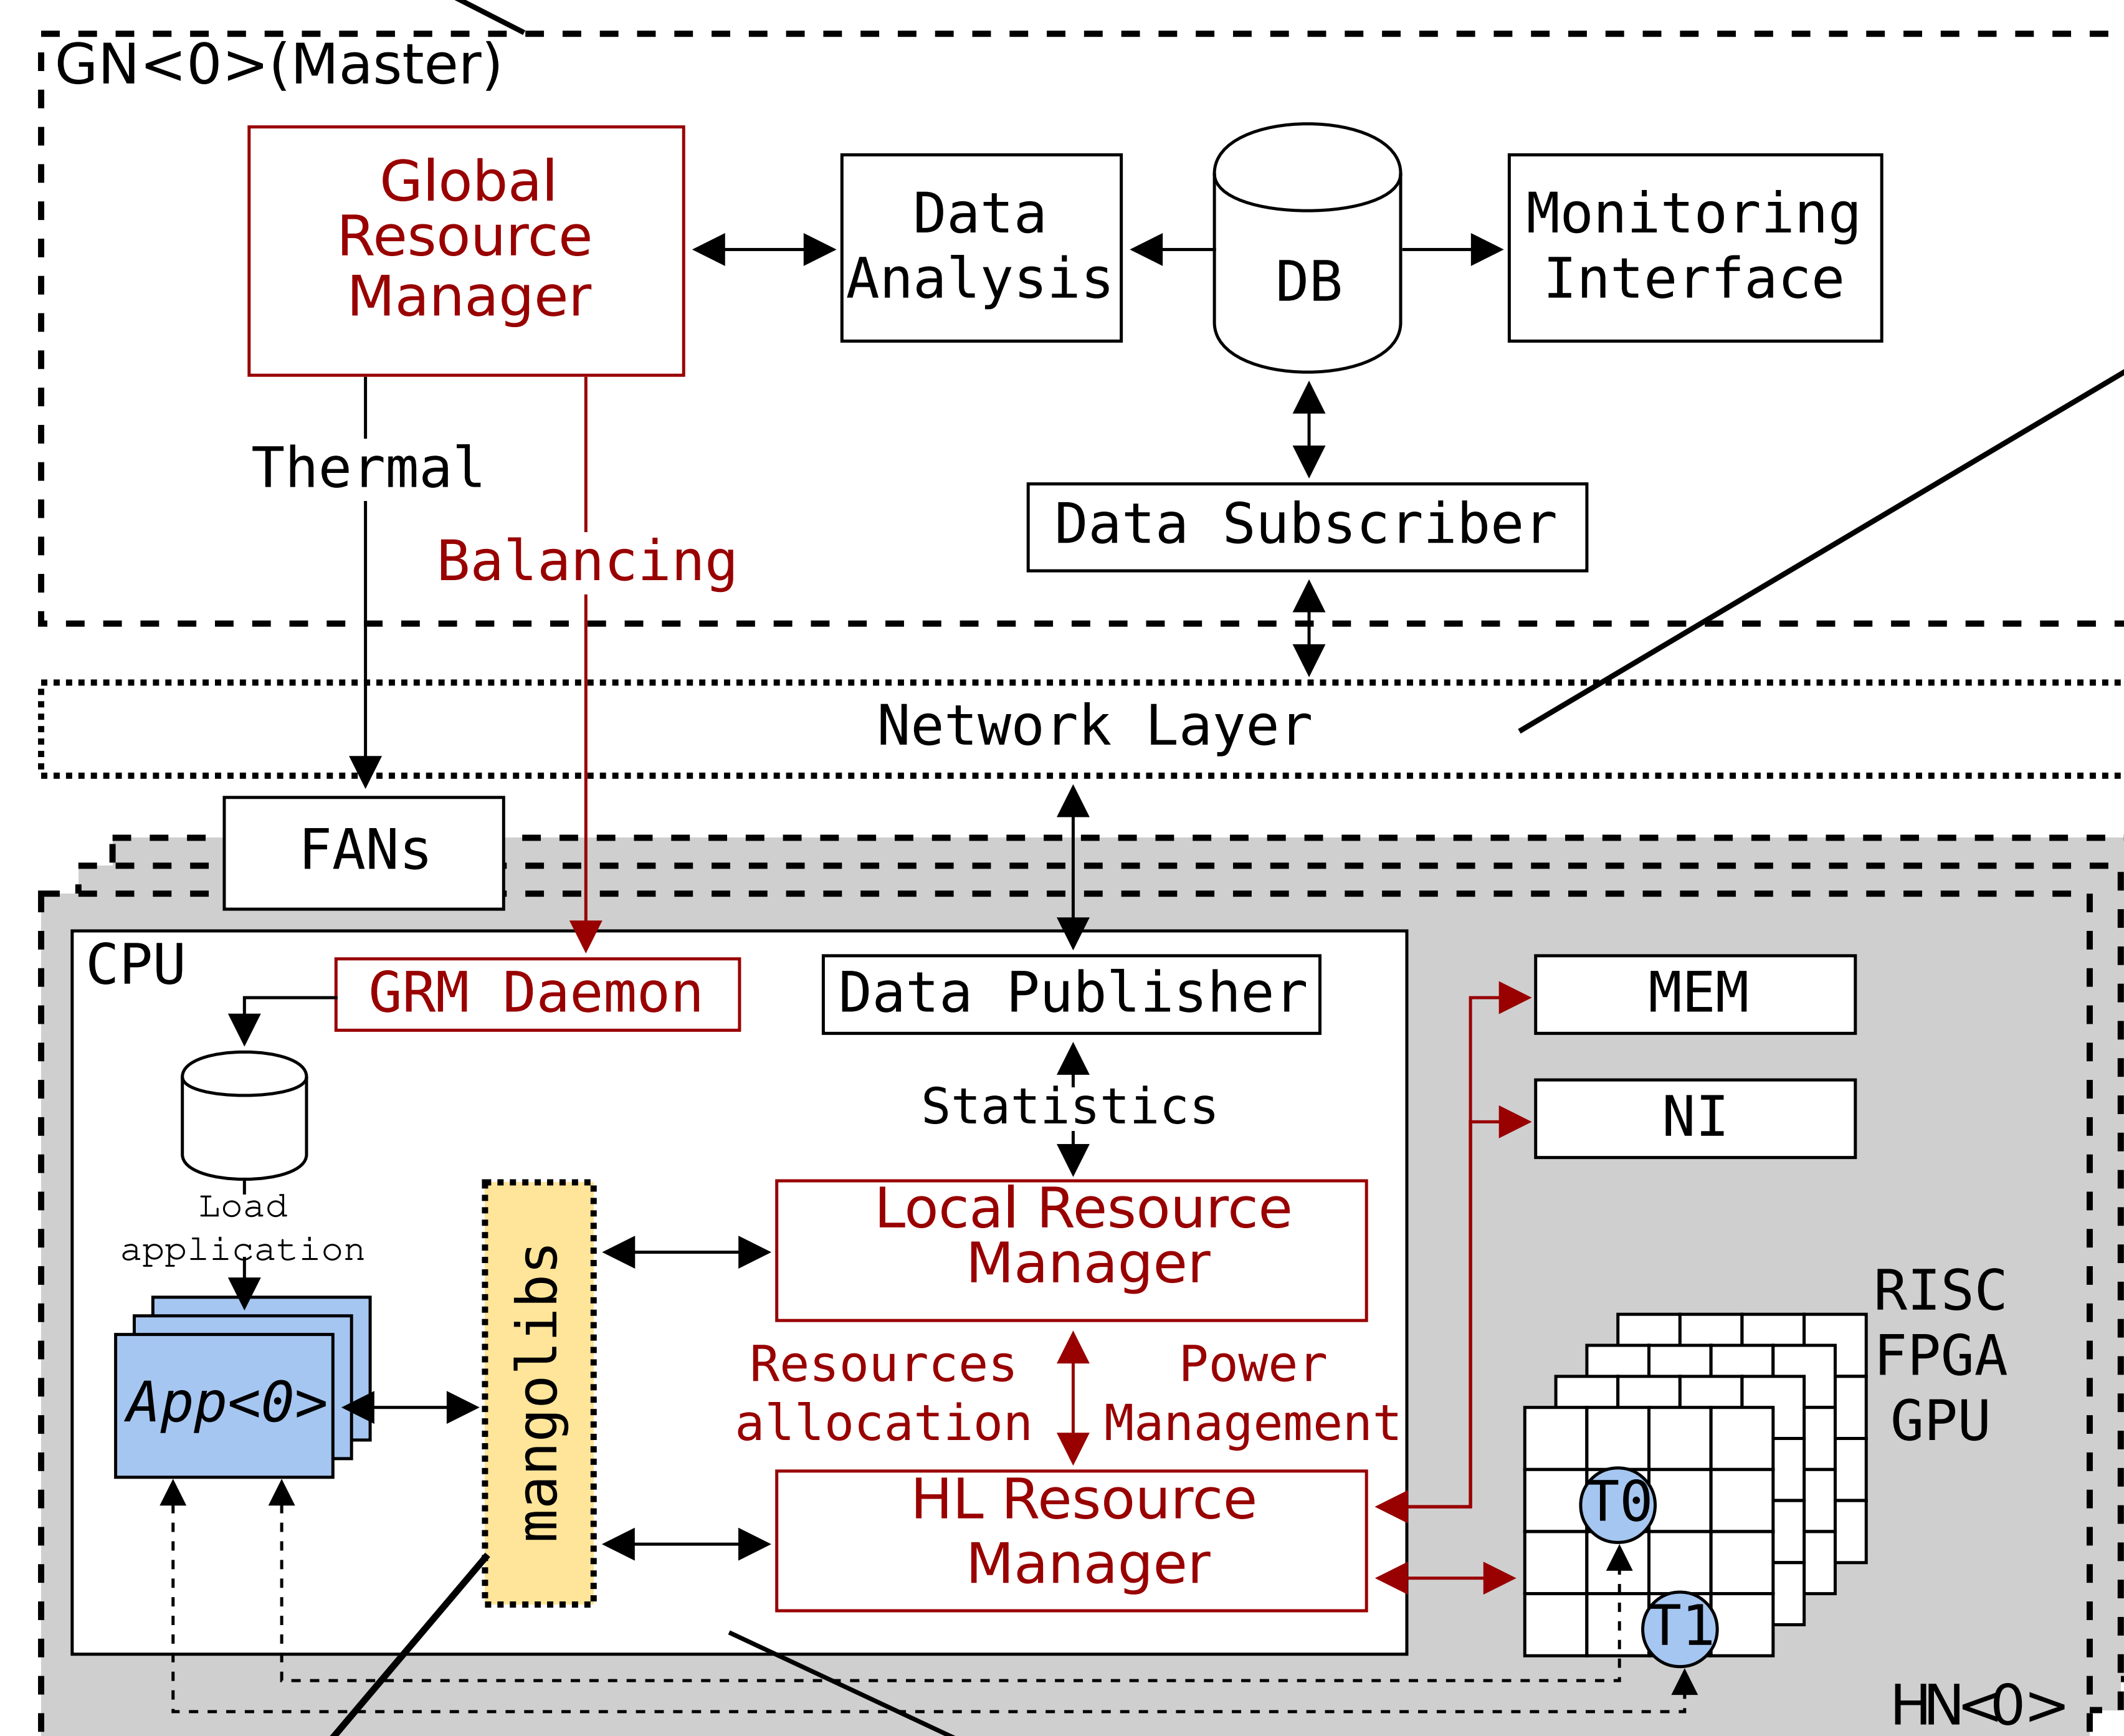 GN<0>(Master)
Global
Resource
Manager
Data
Analysis
DB
Monitoring
Interface
Thermal
Balancing
Data Subscriber
Network Layer
FANs
CPU
GRM Daemon
Data Publisher
MEM
Statistics
NI
Load
application
Local Resource
Manager
mangolibs
App<0>
Resources
allocation
Power
Management
RISC
FPGA
GPU
HL Resource
Manager
T0
T1
HN<0>